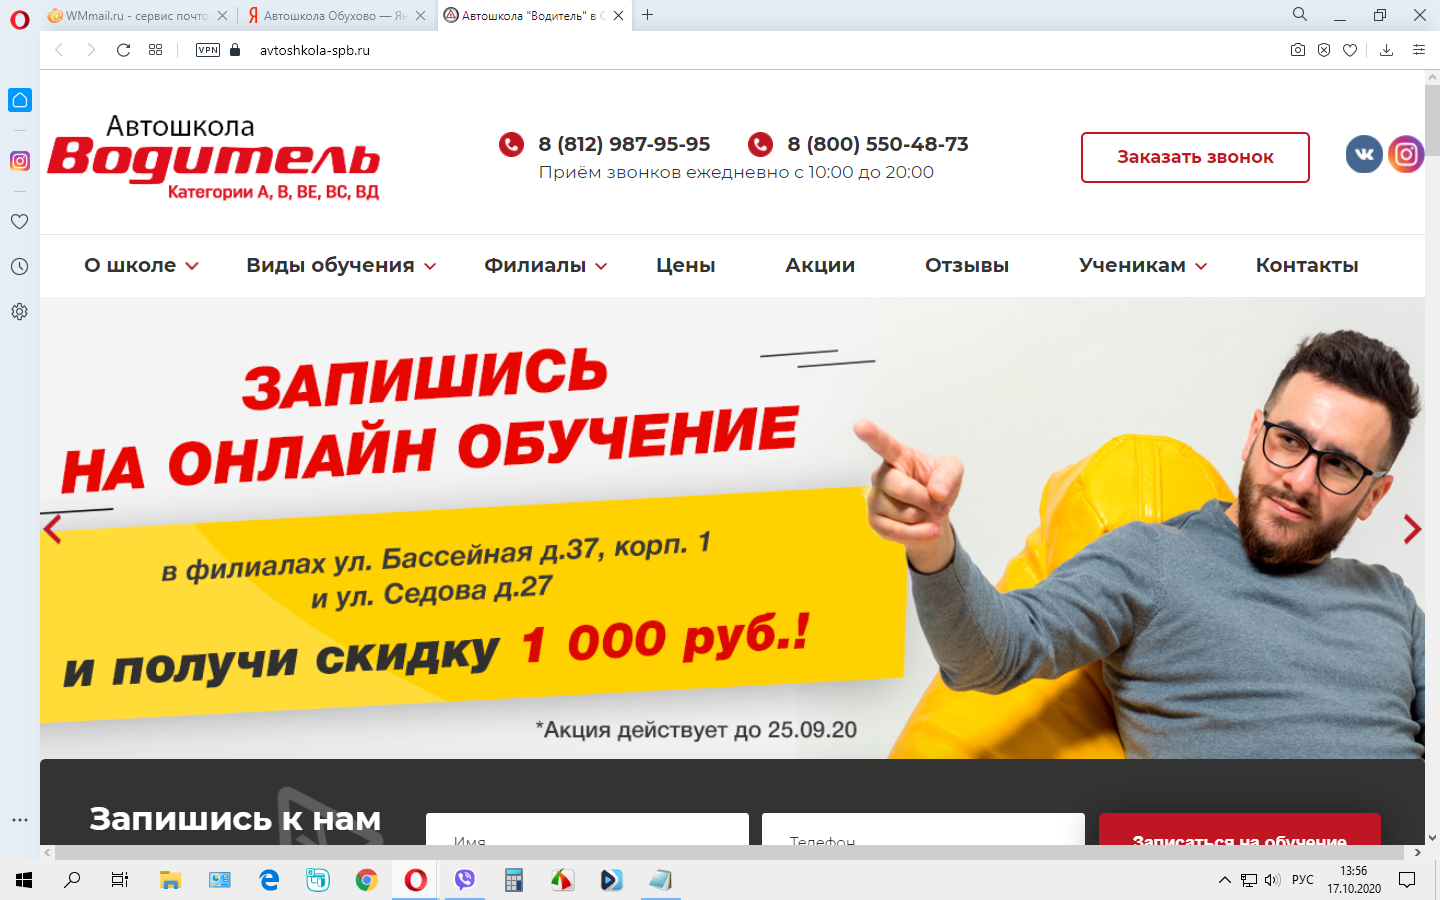 WMmail.ru - сервис почто
Автошкола Обухово — Ян
Автошкола "Водитель" в С
VPN
avtoshkola-spb.ru
Автошкола
Водитель
Категории А, В, ВЕ, ВС, ВД
8 (812) 987-95-95
8 (800) 550-48-73
Приём звонков ежедневно с 10:00 до 20:00
Заказать звонок
О школе
Виды обучения
Филиалы
Цены
Акции
Отзывы
Ученикам
Контакты
ЗАПИШИСЬ
НА ОНЛАЙН ОБУЧЕНИЕ
в филиалах ул. Бассейная д.37, корп. 1
и ул. Седова д.27
и получи скидку 1 000 руб.!
*Акция действует до 25.09.20
Запишись к нам
Имя
Телефон
Записаться на обучение
РУС
13:56
17.10.2020